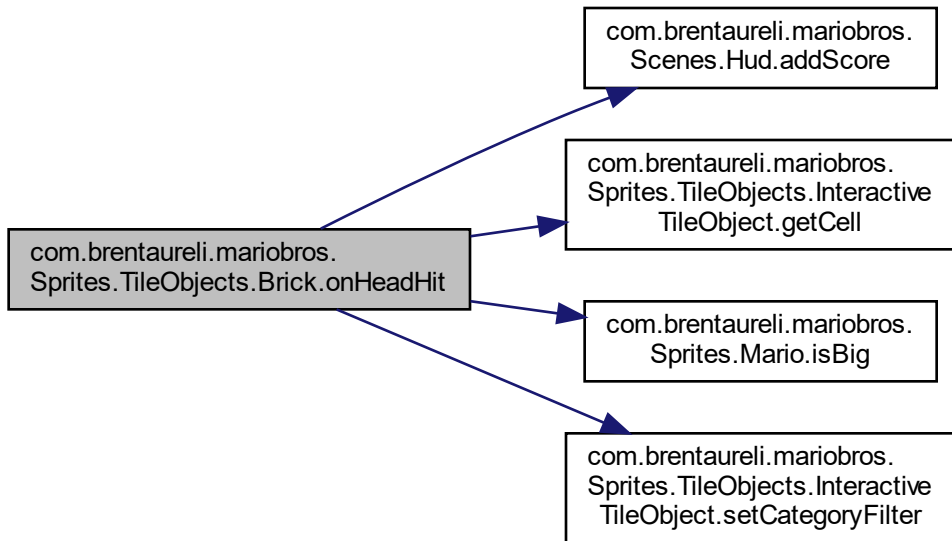 com.brentaureli.mariobros.
Scenes.Hud.addScore
com.brentaureli.mariobros.
Sprites.TileObjects.Interactive
TileObject.getCell
com.brentaureli.mariobros.
Sprites.TileObjects.Brick.onHeadHit
com.brentaureli.mariobros.
Sprites.Mario.isBig
com.brentaureli.mariobros.
Sprites.TileObjects.Interactive
TileObject.setCategoryFilter